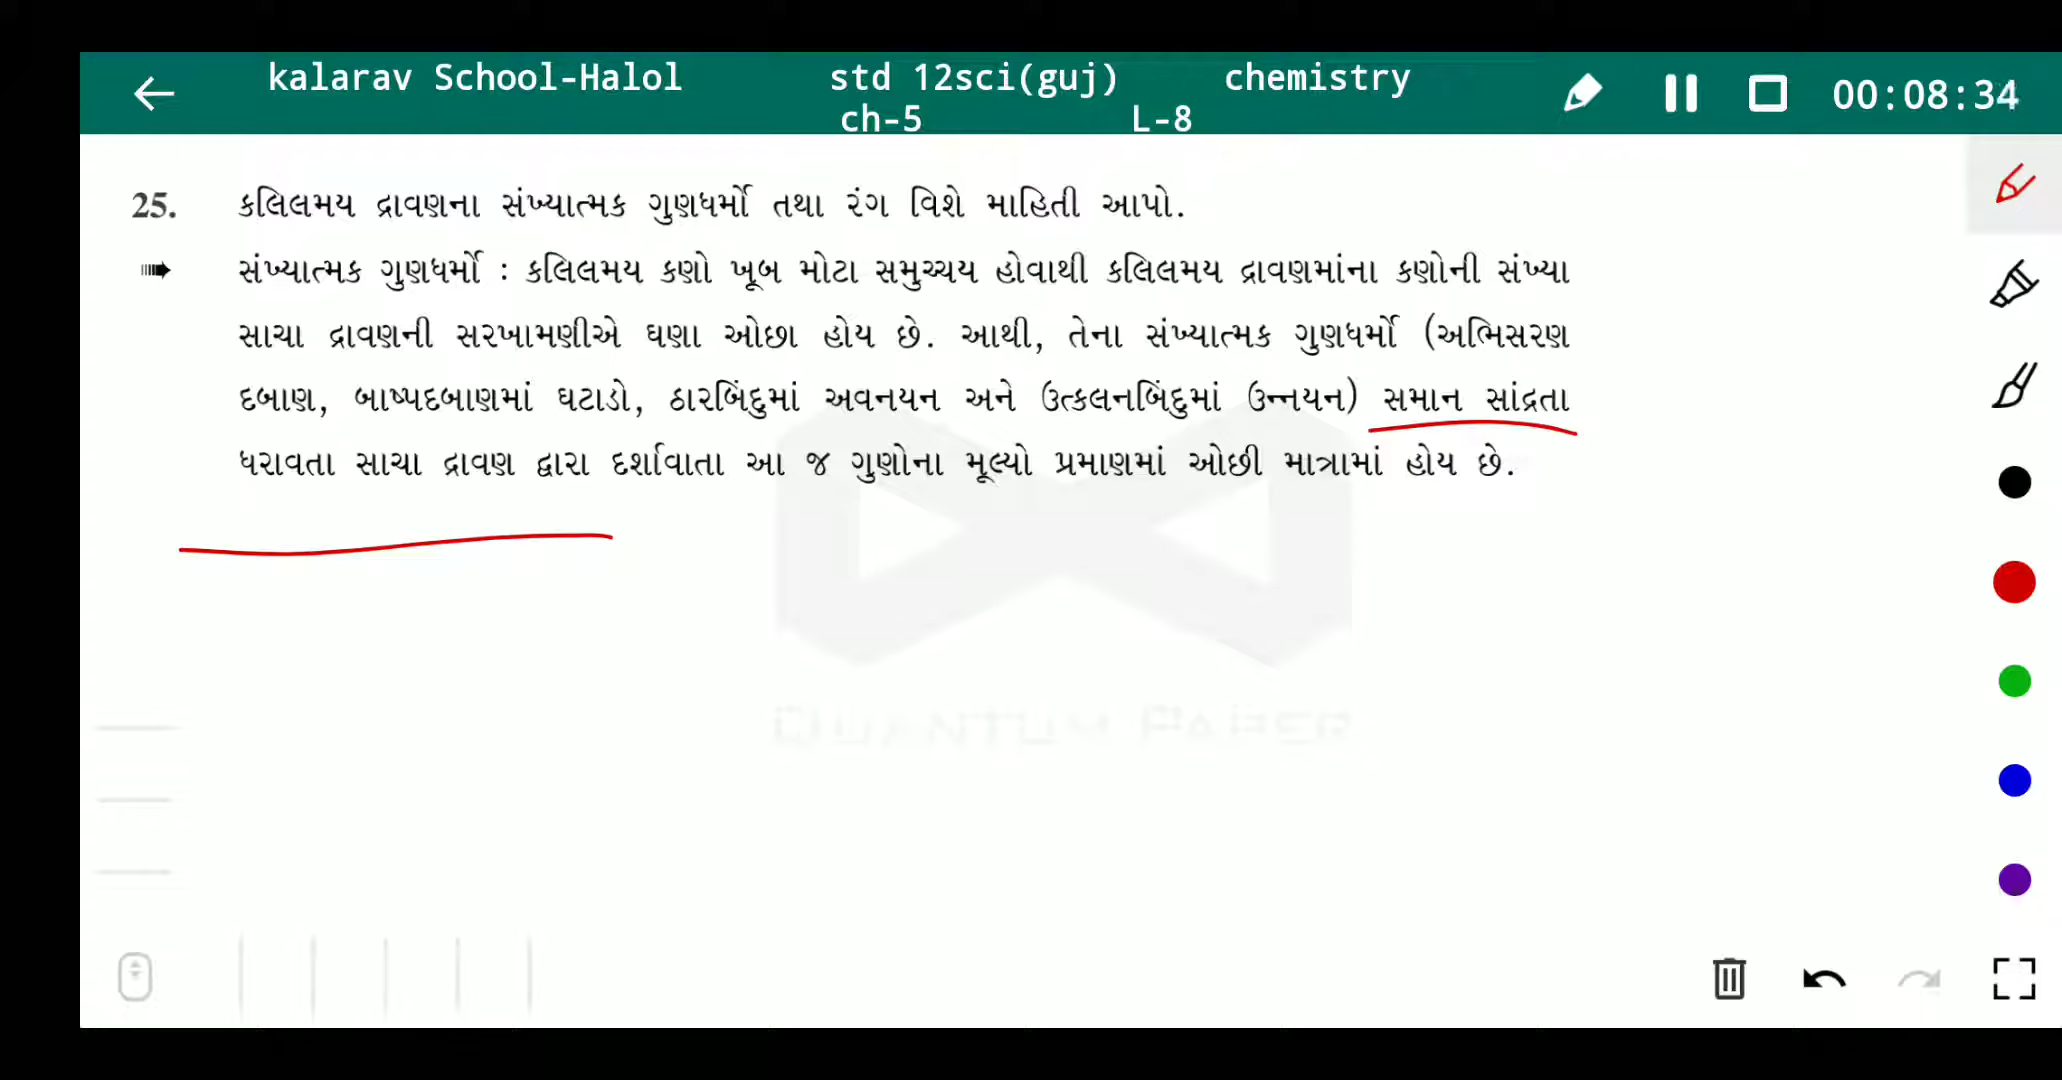 kalarav School-Halol std 12sci(guj) chemistry
ch-5 L-8
00:08:34
25. કલિલમય દ્રાવણના સંખ્યાત્મક ગુણધર્મો તથા રંગ વિશે માહિતી આપો.
સંખ્યાત્મક ગુણધર્મો : કલિલમય કણો ખૂબ મોટા સમુચ્ચય હોવાથી કલિલમય દ્રાવણમાંના કણોની સંખ્યા
સાચા દ્રાવણની સરખામણીએ ઘણા ઓછા હોય છે. આથી, તેના સંખ્યાત્મક ગુણધર્મો (અભિસરણ
દબાણ, બાષ્પદબાણમાં ઘટાડો, ઠારબિંદુમાં અવનયન અને ઉત્કલનબિંદુમાં ઉન્નયન) સમાન સાંદ્રતા
ધરાવતા સાચા દ્રાવણ દ્વારા દર્શાવાતા આ જ ગુણોના મૂલ્યો પ્રમાણમાં ઓછી માત્રામાં હોય છે.
QUANTUM PAPER